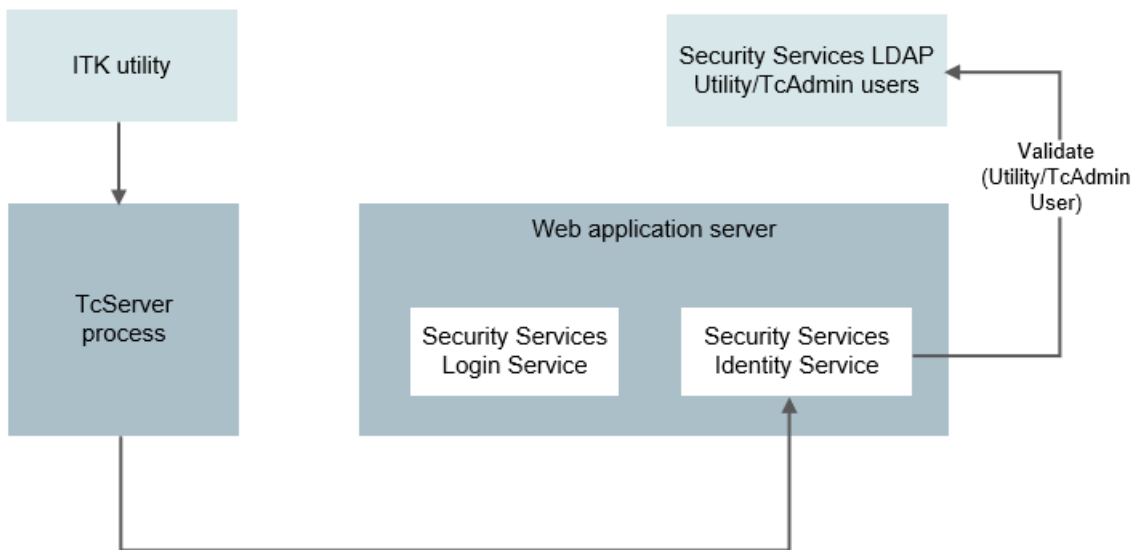 ITK utility
Security Services LDAP
Utility/TcAdmin users
Validate
(Utility/TcAdmin
User)
Web application server
TcServer
process
Security Services
Login Service
Security Services
Identity Service